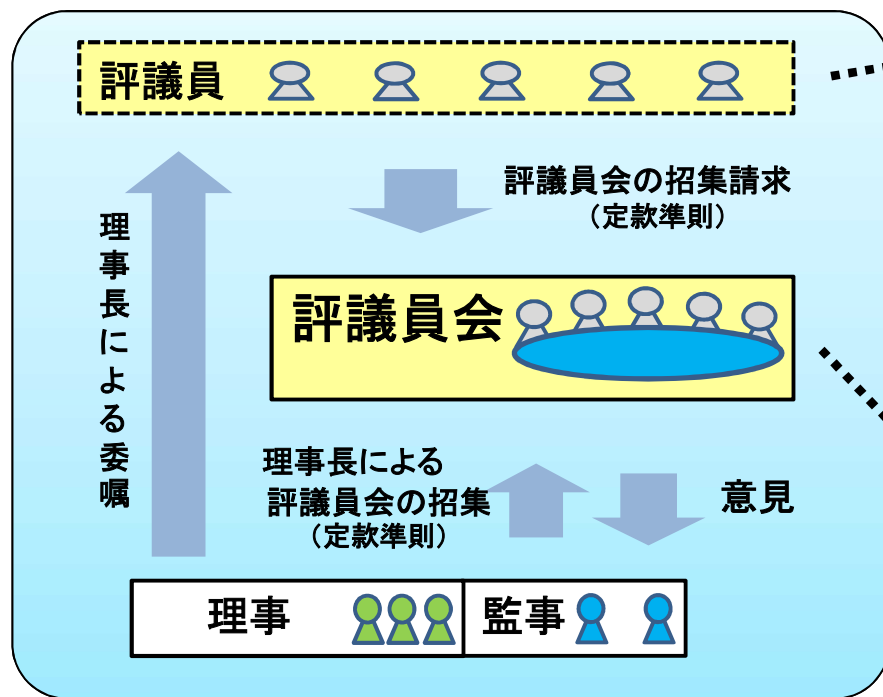 評議員
評議員会の招集請求
（定款準則）
理事長による委嘱
評議員会
理事長による
評議員会の招集
（定款準則）
意見
理事
監事